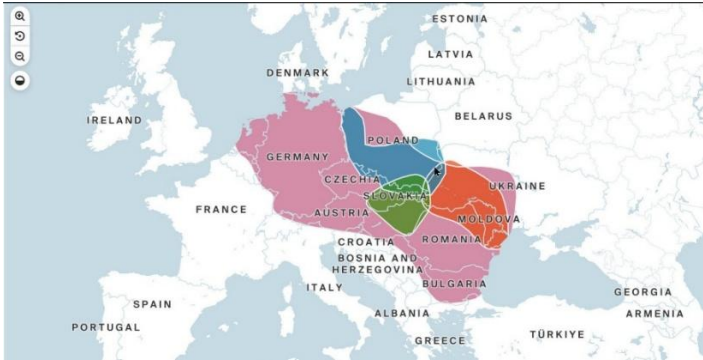 ESTONIA
LATVIA
DENMARK
LITHUANIA
IRELAND
BELARUS
POLAND
GERMANY
CZECHIA
UKRAINE
SLOVAKIA
FRANCE
AUSTRIA
MOLDOVA
CROATIA
ROMANIA
BOSNIA AND
HERZEGOVINA
ITALY
BULGARIA
GEORGIA
SPAIN
ALBANIA
ARMENIA
PORTUGAL
GREECE
TÜRKIYE